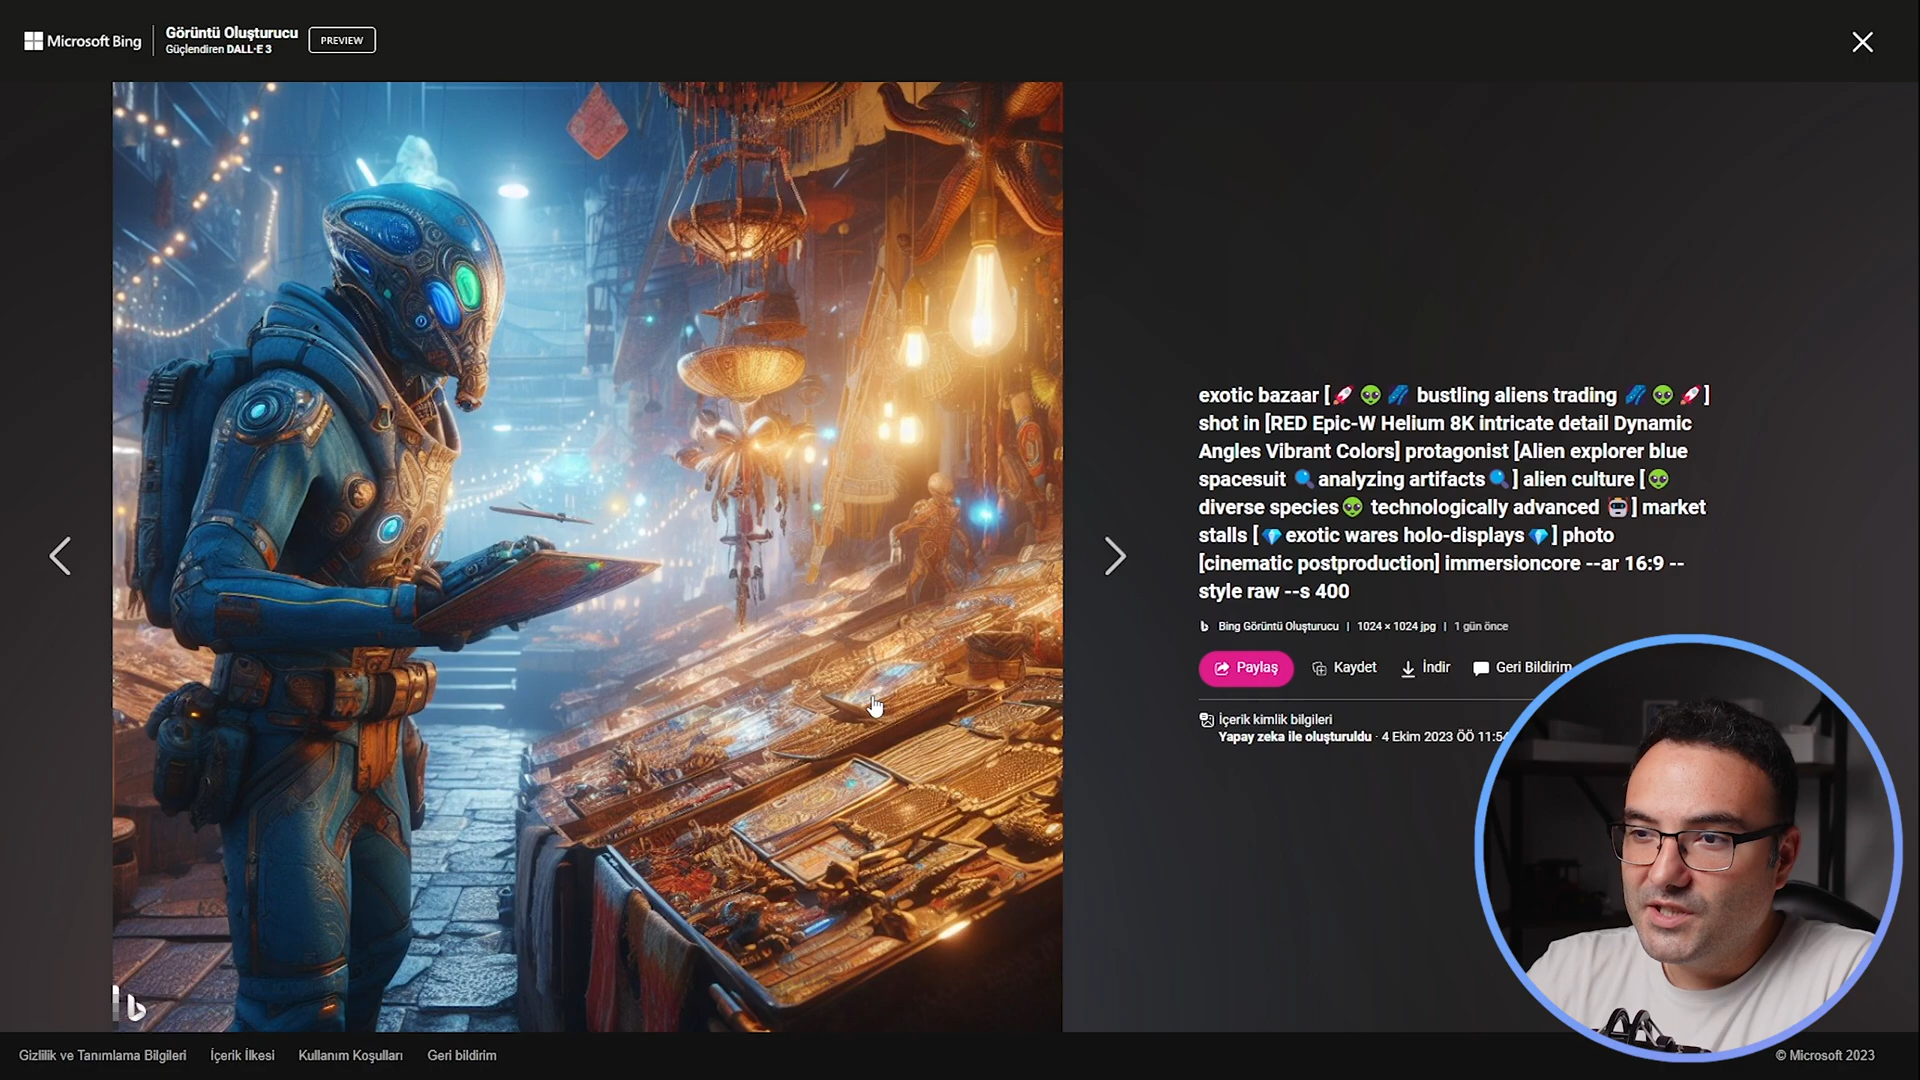 Microsoft Bing
Görüntü Oluşturucu
Güçlendiren DALL·E 3
PREVIEW
exotic bazaar [🚀 👽 🌌 bustling aliens trading 🌌 👽 🚀]
shot in [RED Epic-W Helium 8K intricate detail Dynamic
Angles Vibrant Colors] protagonist [Alien explorer blue
spacesuit 🔍 analyzing artifacts 🔍] alien culture [👽
diverse species 👽 technologically advanced 🤖] market
stalls [💎 exotic wares holo-displays 💎] photo
[cinematic postproduction] immersioncore --ar 16:9 --
style raw --s 400
Bing Görüntü Oluşturucu | 1024 × 1024 jpg | 1 gün önce
Paylaş Kaydet İndir Geri Bildirim
İçerik kimlik bilgileri
Yapay zeka ile oluşturuldu · 4 Ekim 2023 ÖÖ 11:54
Gizlilik ve Tanımlama Bilgileri İçerik İlkesi Kullanım Koşulları Geri bildirim
© Microsoft 2023